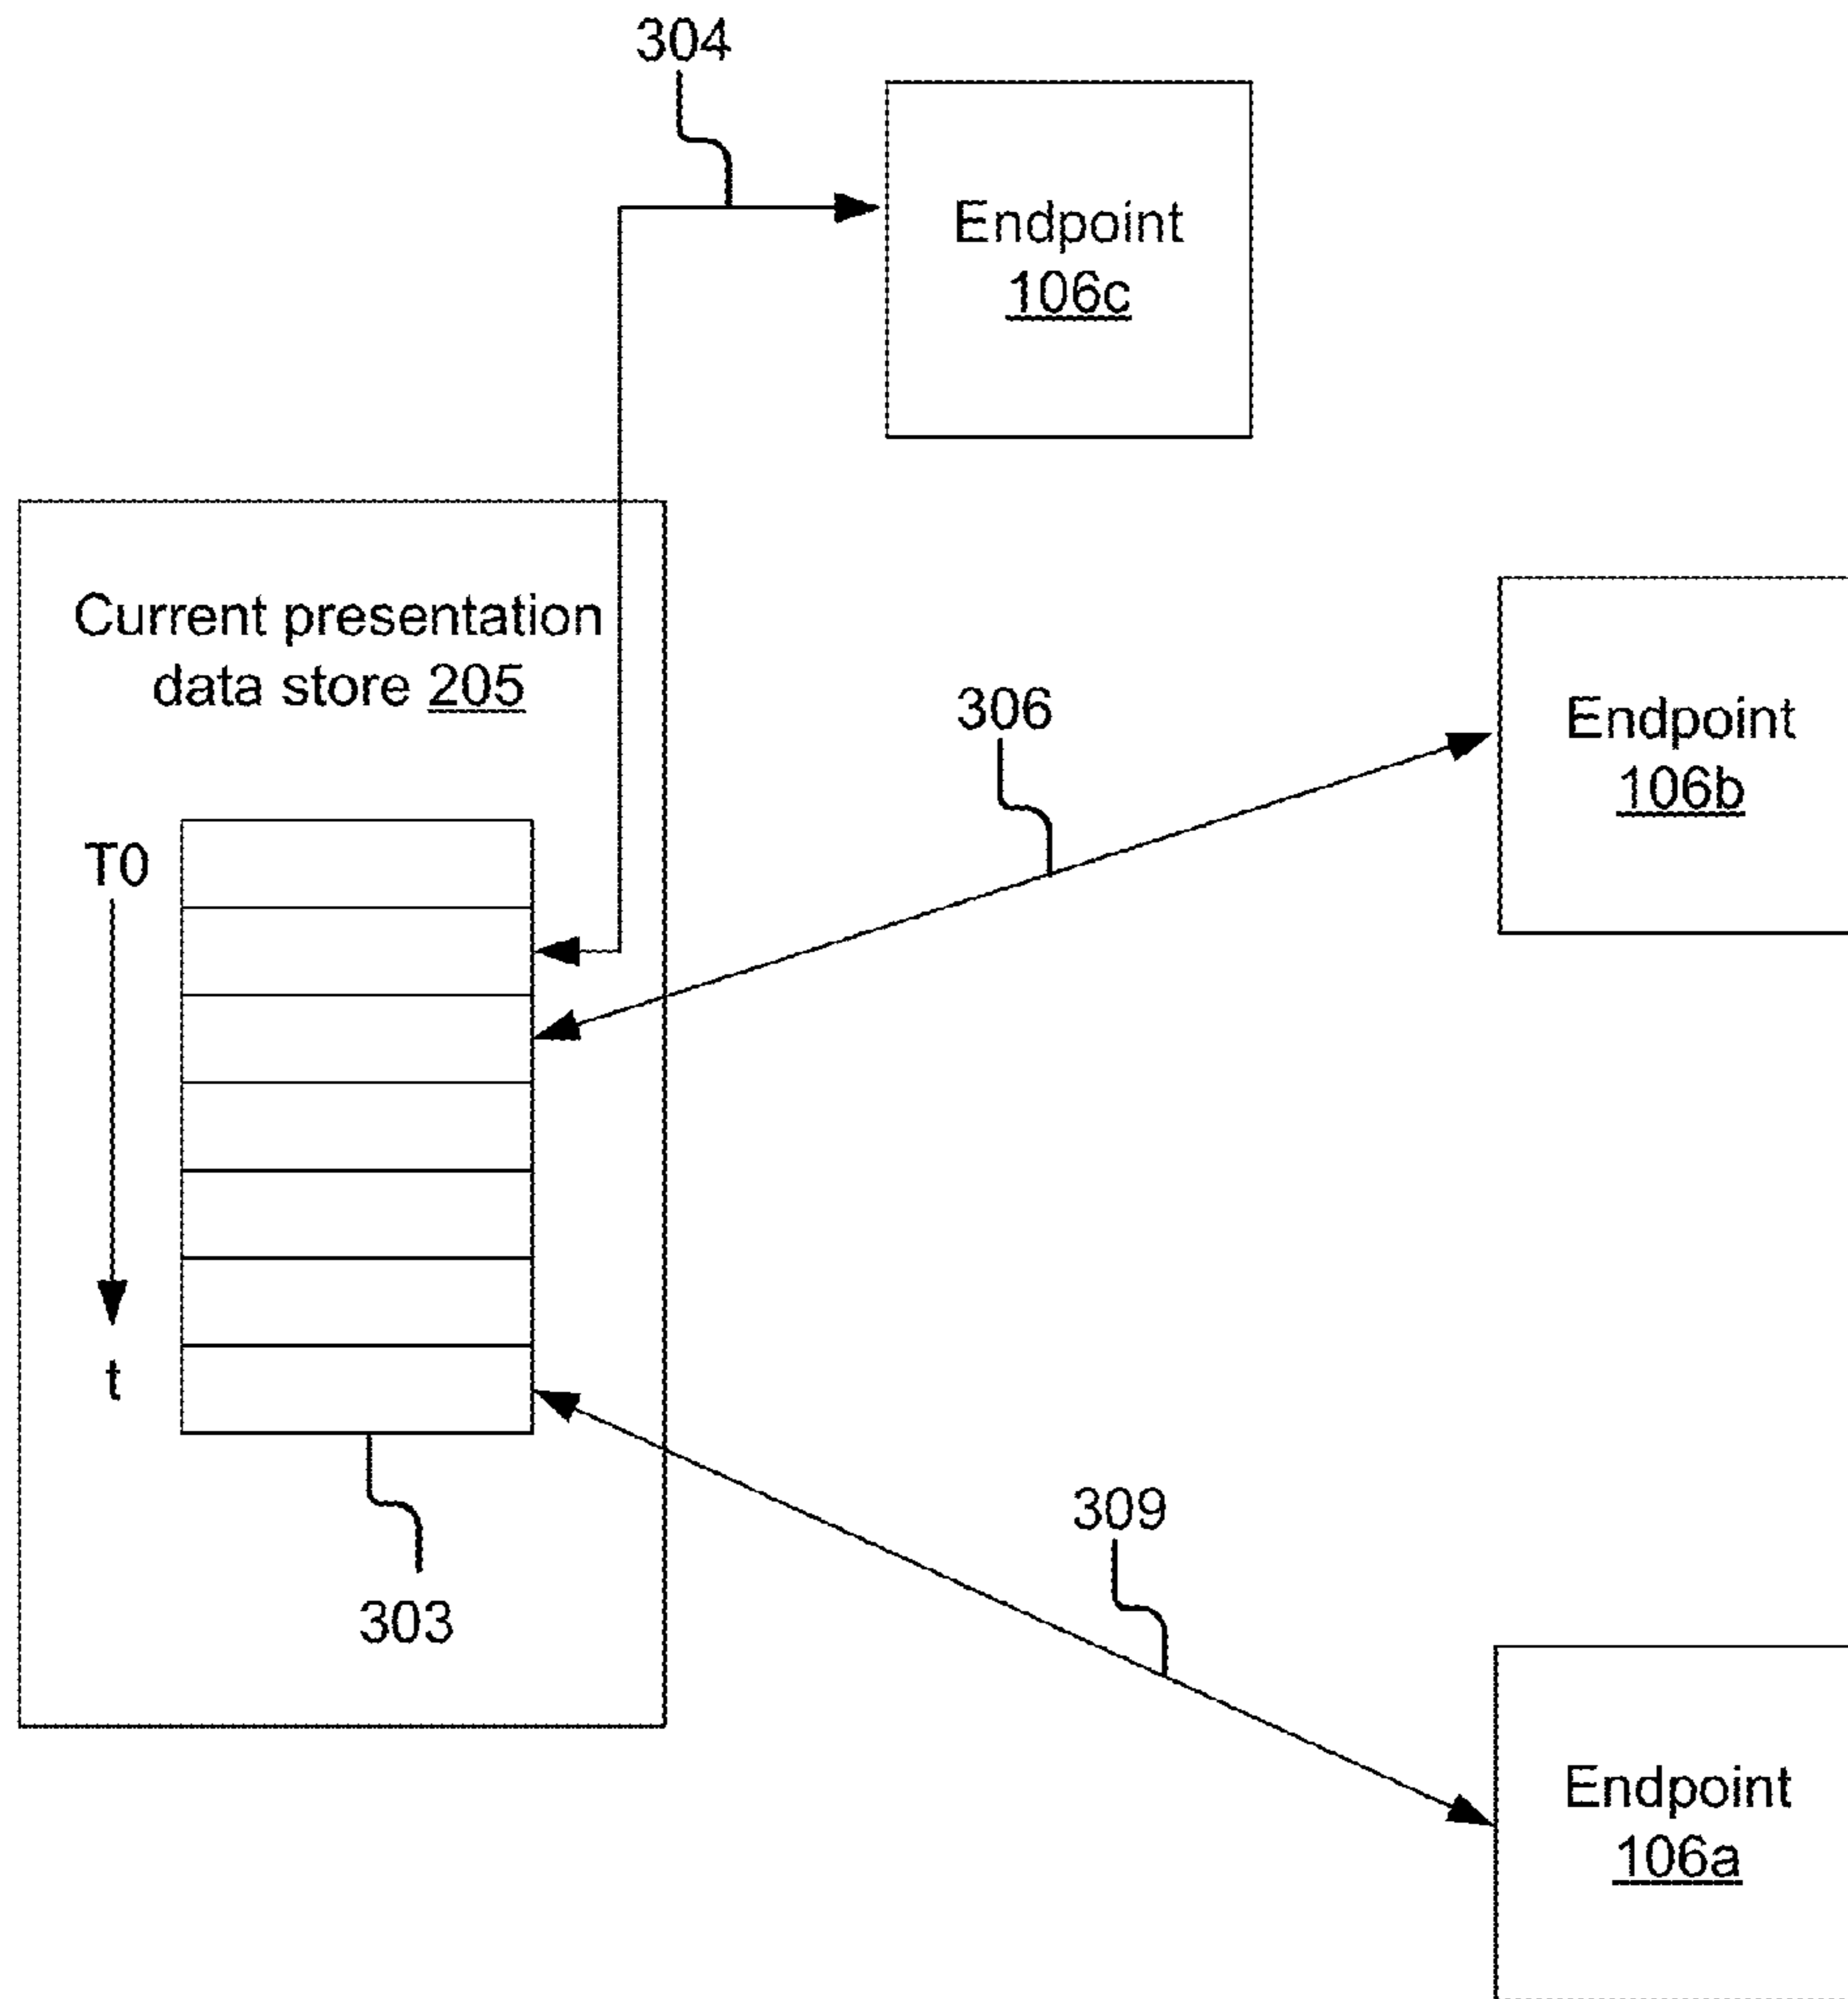 304
Endpoint
106c
Current presentation
data store 205
306
Endpoint
106b
T0
t
303
309
Endpoint
106a